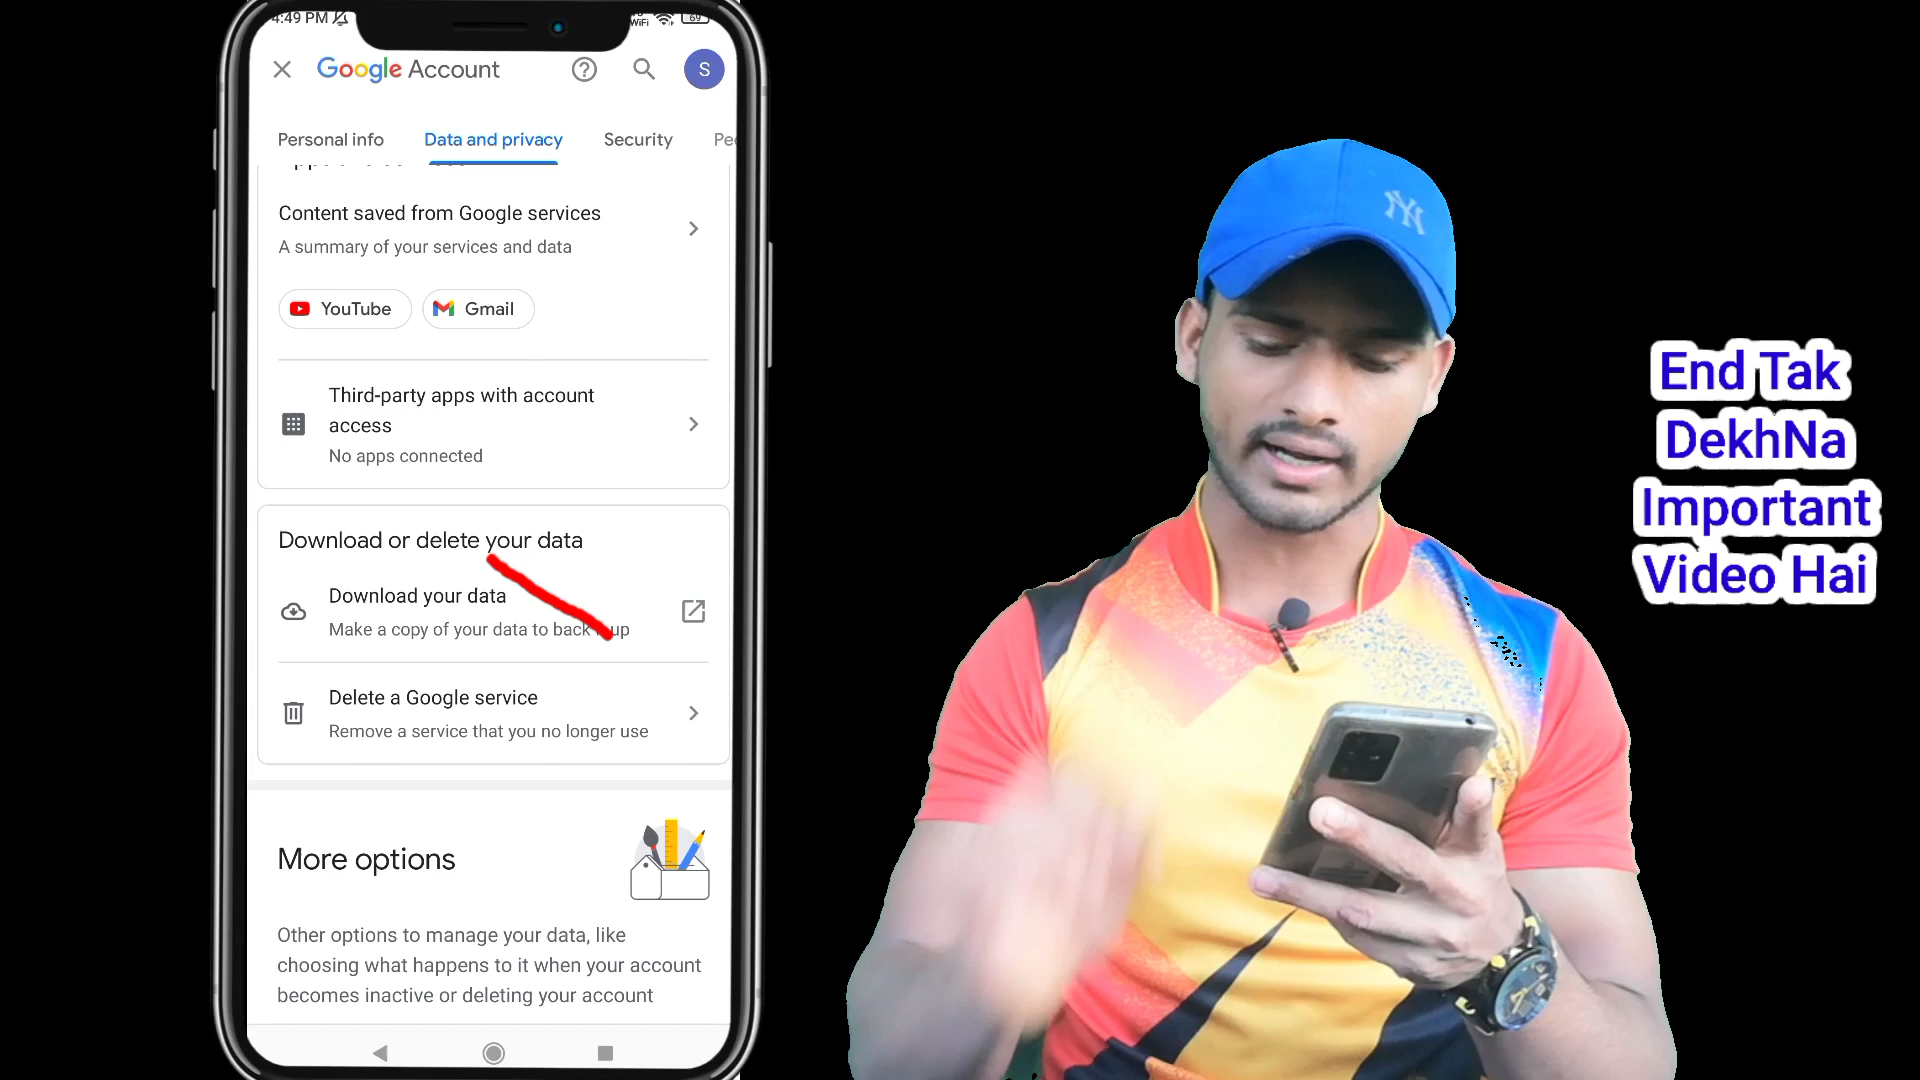 4:49 PM
WiFi
69
Google Account
S
Personal info
Data and privacy
Security
Content saved from Google services
A summary of your services and data
YouTube
Gmail
Third-party apps with account
access
No apps connected
Download or delete your data
Download your data
Make a copy of your data to back up
Delete a Google service
Remove a service that you no longer use
More options
Other options to manage your data, like
choosing what happens to it when your account
becomes inactive or deleting your account
NY
End Tak
DekhNa
Important
Video Hai